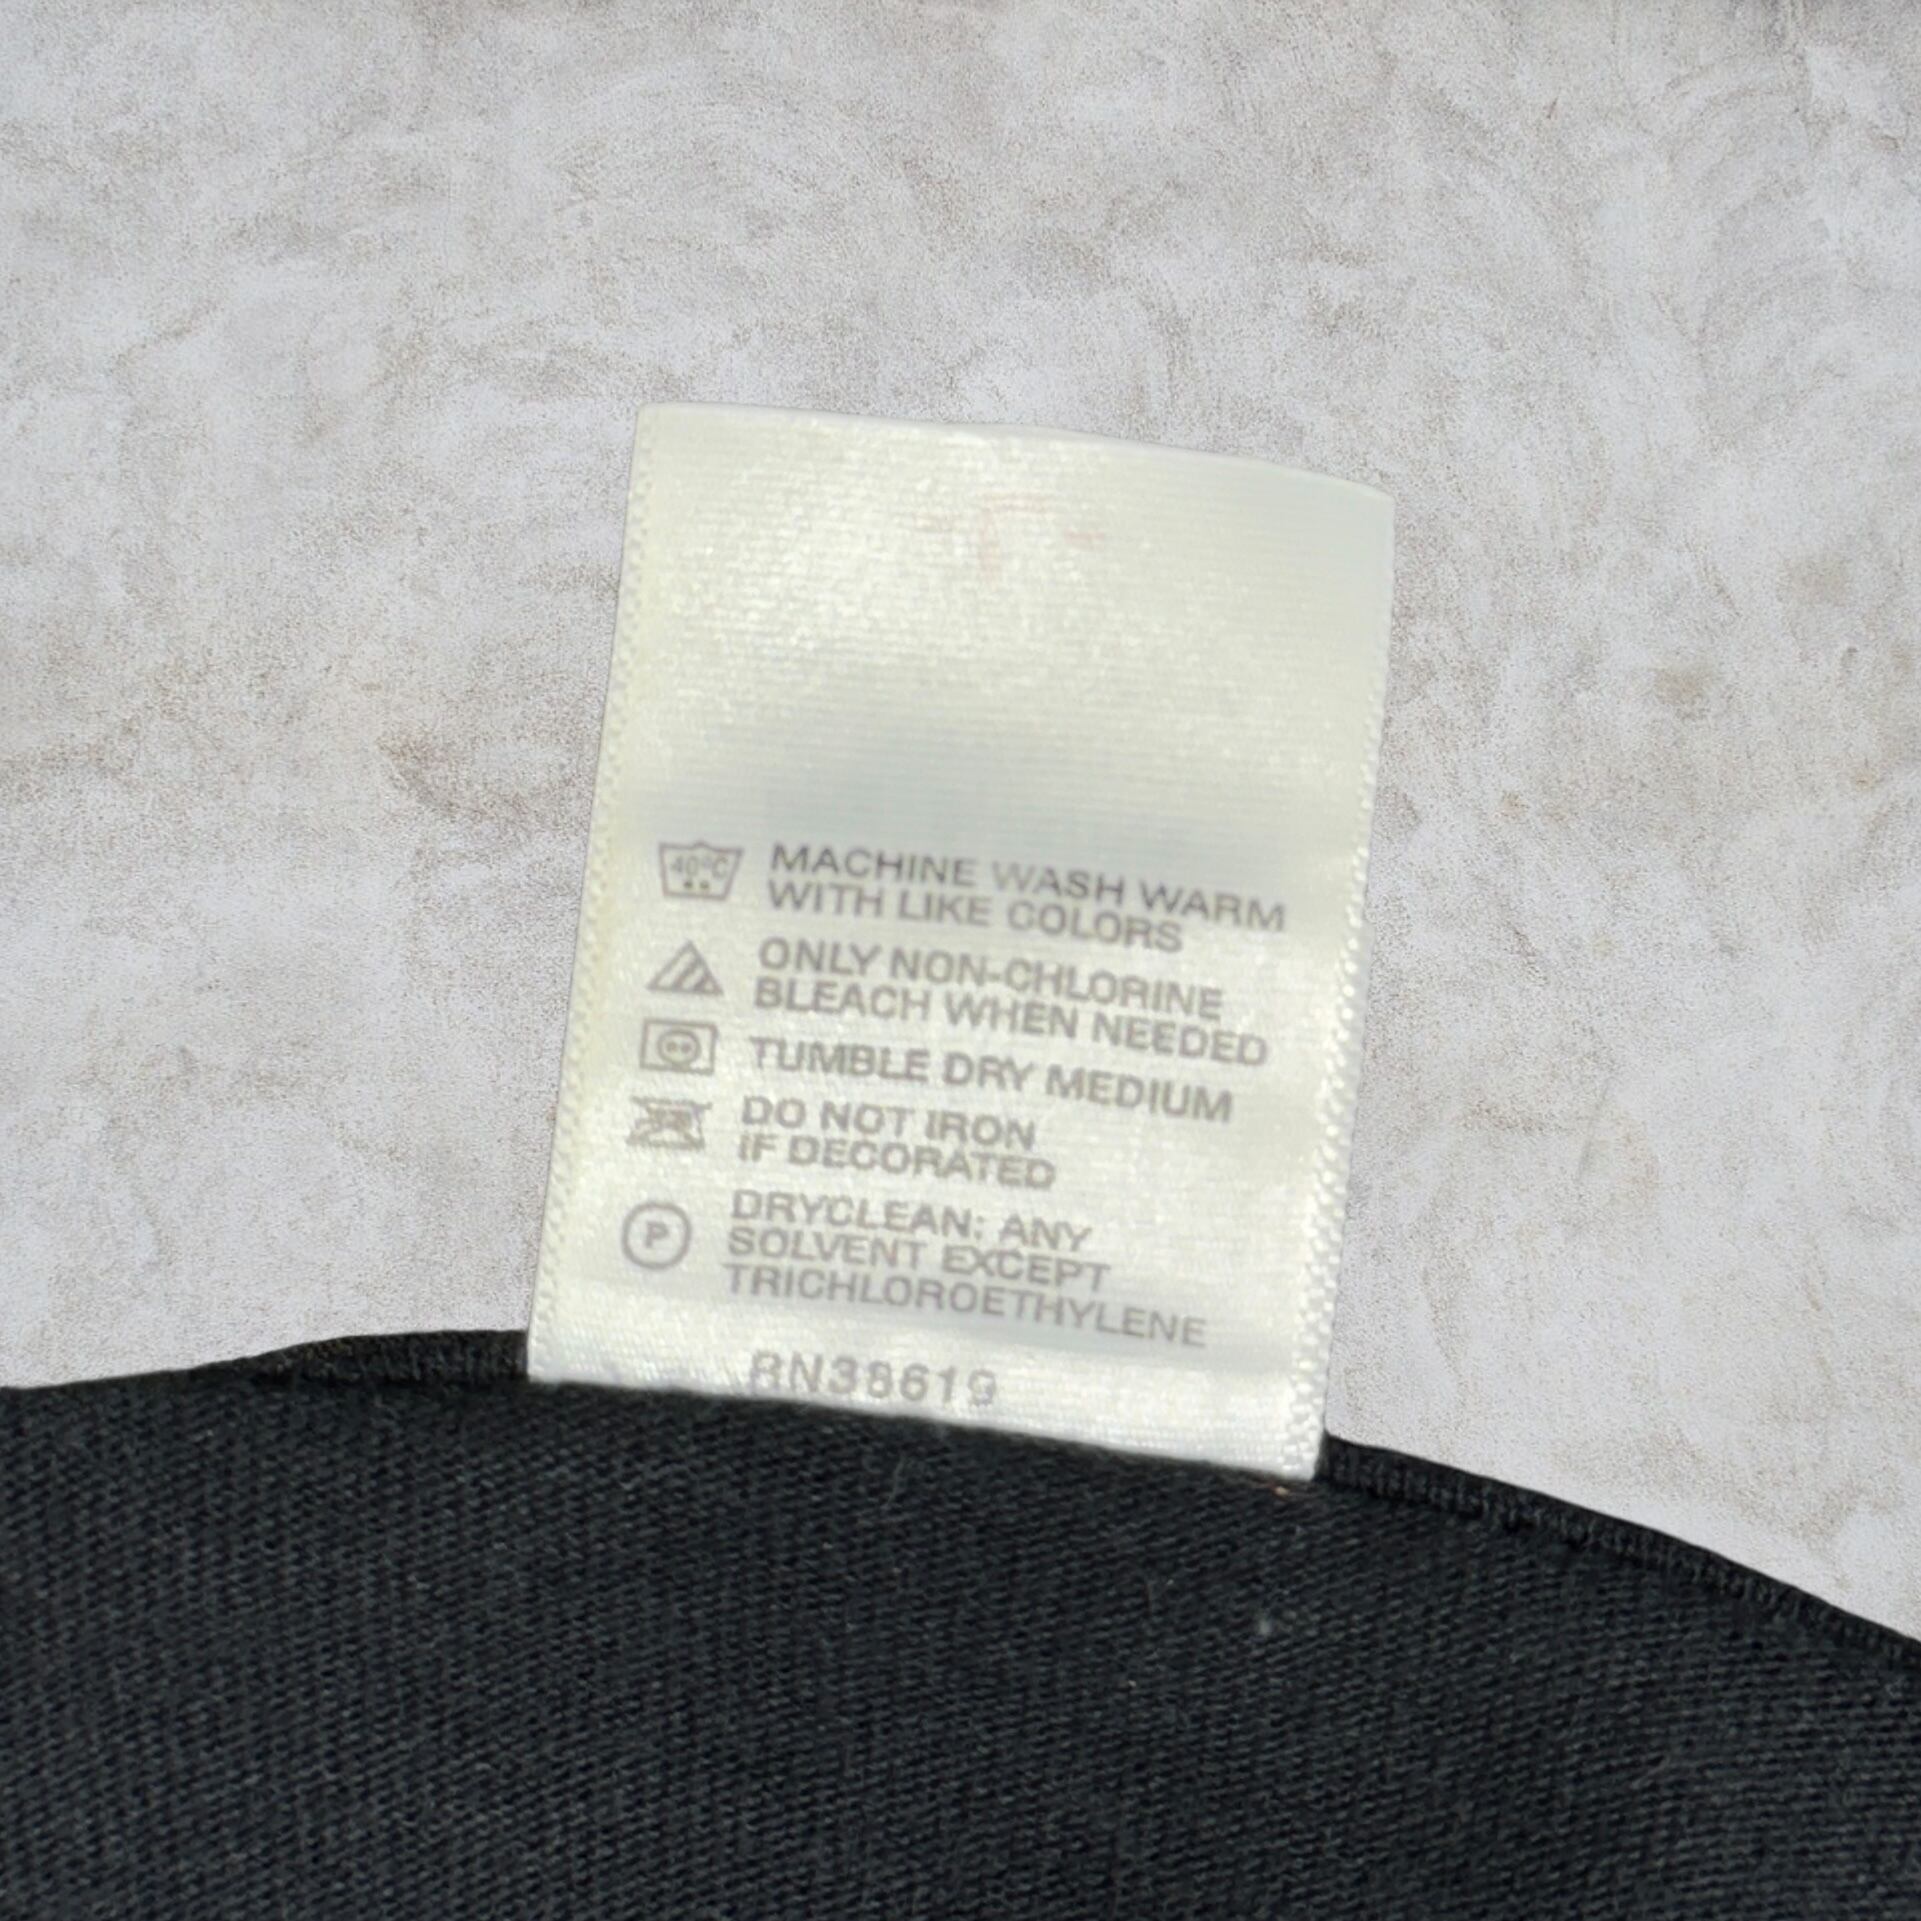 40°C MACHINE WASH WARM
WITH LIKE COLORS
ONLY NON-CHLORINE
BLEACH WHEN NEEDED
TUMBLE DRY MEDIUM
DO NOT IRON
IF DECORATED
P DRYCLEAN: ANY
SOLVENT EXCEPT
TRICHLOROETHYLENE
RN38619